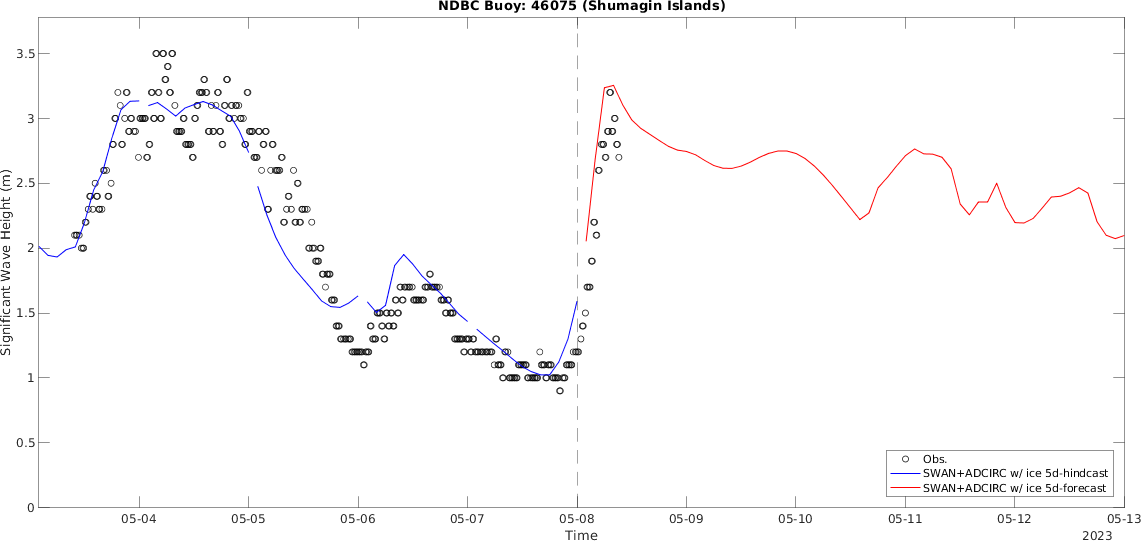 NDBC Buoy: 46075 (Shumagin Islands)
Significant Wave Height (m)
3.5
3
2.5
2
1.5
1
0.5
0
Obs.
SWAN+ADCIRC w/ ice 5d-hindcast
SWAN+ADCIRC w/ ice 5d-forecast
05-04 05-05 05-06 05-07 05-08 05-09 05-10 05-11 05-12 05-13
Time
2023